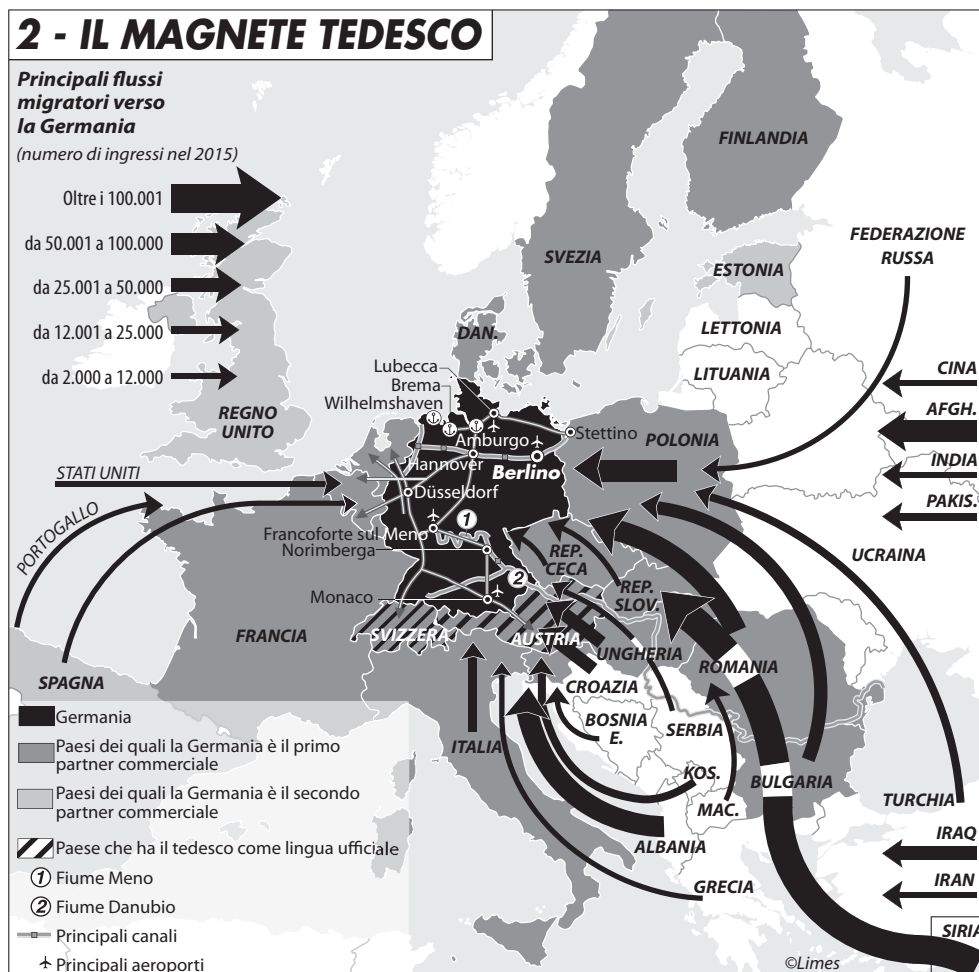 2 - IL MAGNETE TEDESCO
Principali flussi
migratori verso
la Germania
(numero di ingressi nel 2015)
Oltre i 100.001
da 50.001 a 100.000
da 25.001 a 50.000
da 12.001 a 25.000
da 2.000 a 12.000
FINLANDIA
SVEZIA
ESTONIA
FEDERAZIONE
RUSSA
LETTONIA
LITUANIA
DAN.
REGNO
UNITO
Lubecca
Brema
Wilhelmshaven
Amburgo
Stettino
POLONIA
Hannover
Berlino
Düsseldorf
CINA
AFGH.
INDIA
PAKIS.
STATI UNITI
PORTOGALLO
Francoforte sul Meno
1
Norimberga
2
Monaco
REP.
CECA
REP.
SLOV.
UCRAINA
FRANCIA
SVIZZERA
AUSTRIA
UNGHERIA
ROMANIA
SPAGNA
CROAZIA
BOSNIA
E.
SERBIA
ITALIA
KOS.
MAC.
BULGARIA
TURCHIA
ALBANIA
GRECIA
IRAQ
IRAN
SIRIA
Germania
Paesi dei quali la Germania è il primo
partner commerciale
Paesi dei quali la Germania è il secondo
partner commerciale
Paese che ha il tedesco come lingua ufficiale
1 Fiume Meno
2 Fiume Danubio
Principali canali
Principali aeroporti
©Limes